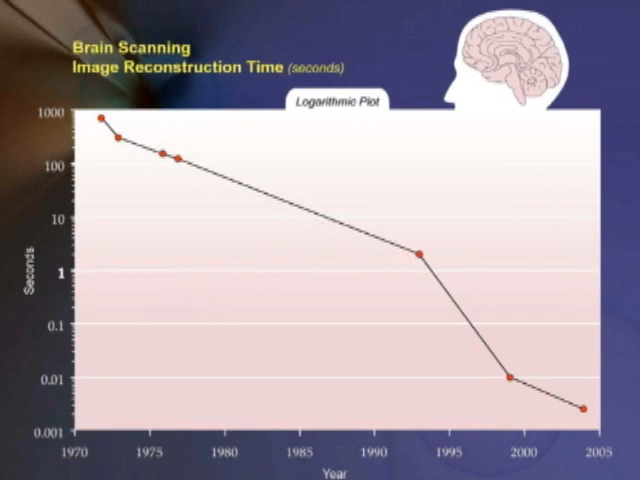 Brain Scanning
Image Reconstruction Time (seconds)
Logarithmic Plot
1000
100
10
1
0.1
0.01
0.001
Seconds
1970 1975 1980 1985 1990 1995 2000 2005
Year